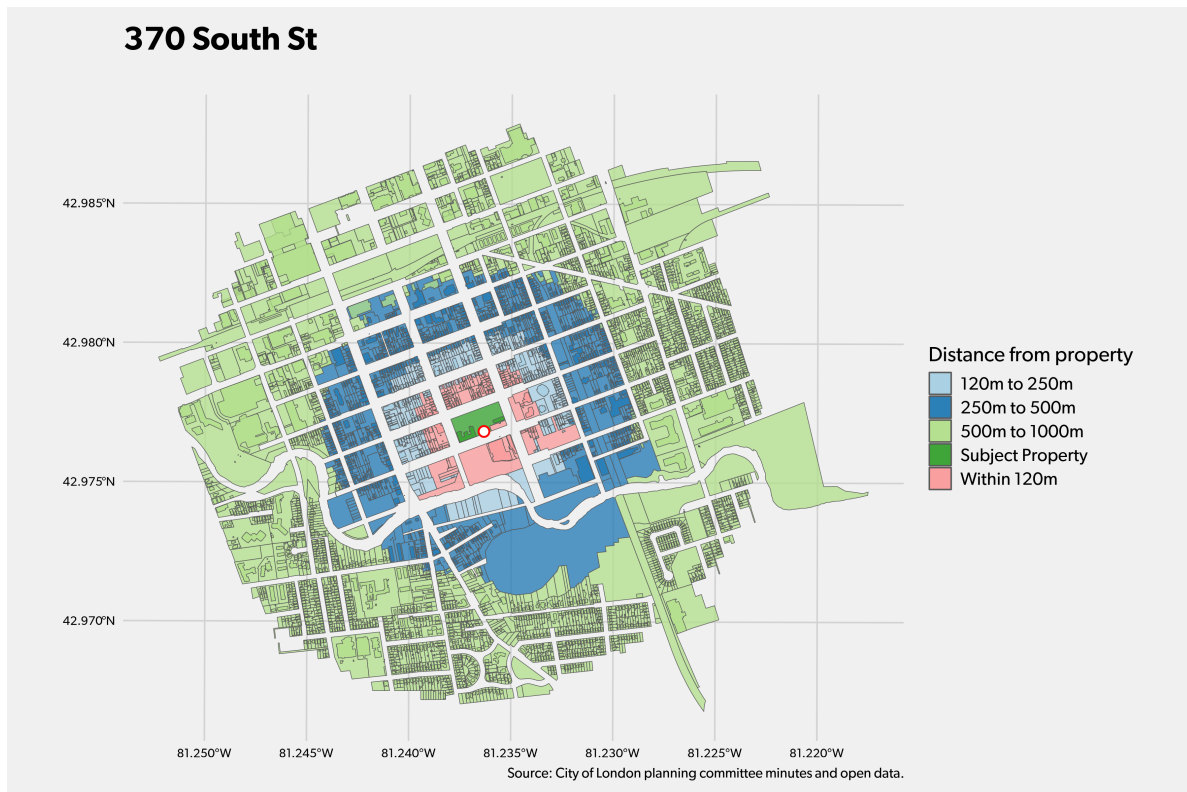 370 South St
42.985°N
42.980°N
42.975°N
42.970°N
81.250°W 81.245°W 81.240°W 81.235°W 81.230°W 81.225°W 81.220°W
Distance from property
120m to 250m
250m to 500m
500m to 1000m
Subject Property
Within 120m
Source: City of London planning committee minutes and open data.